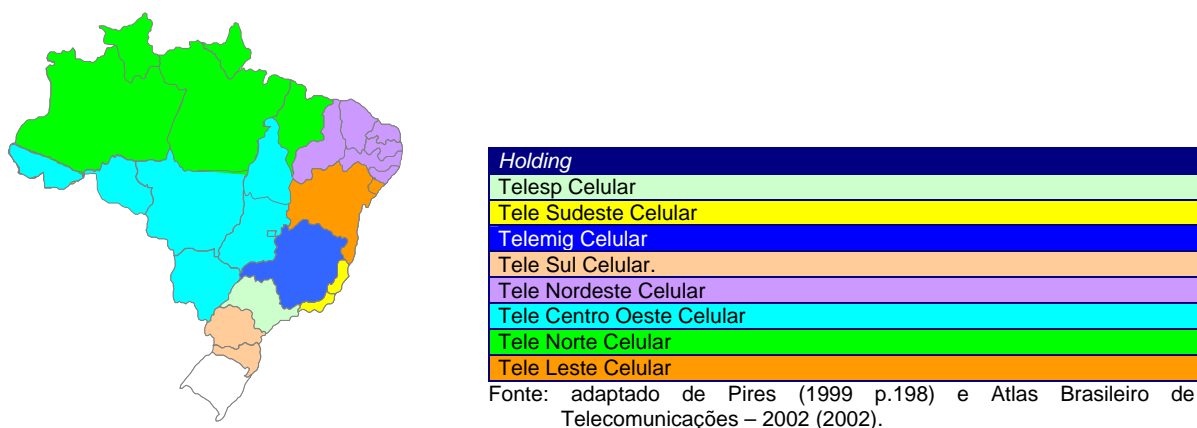 Holding
Telesp Celular
Tele Sudeste Celular
Telemig Celular
Tele Sul Celular.
Tele Nordeste Celular
Tele Centro Oeste Celular
Tele Norte Celular
Tele Leste Celular
Fonte: adaptado de Pires (1999 p.198) e Atlas Brasileiro de
Telecomunicações – 2002 (2002).